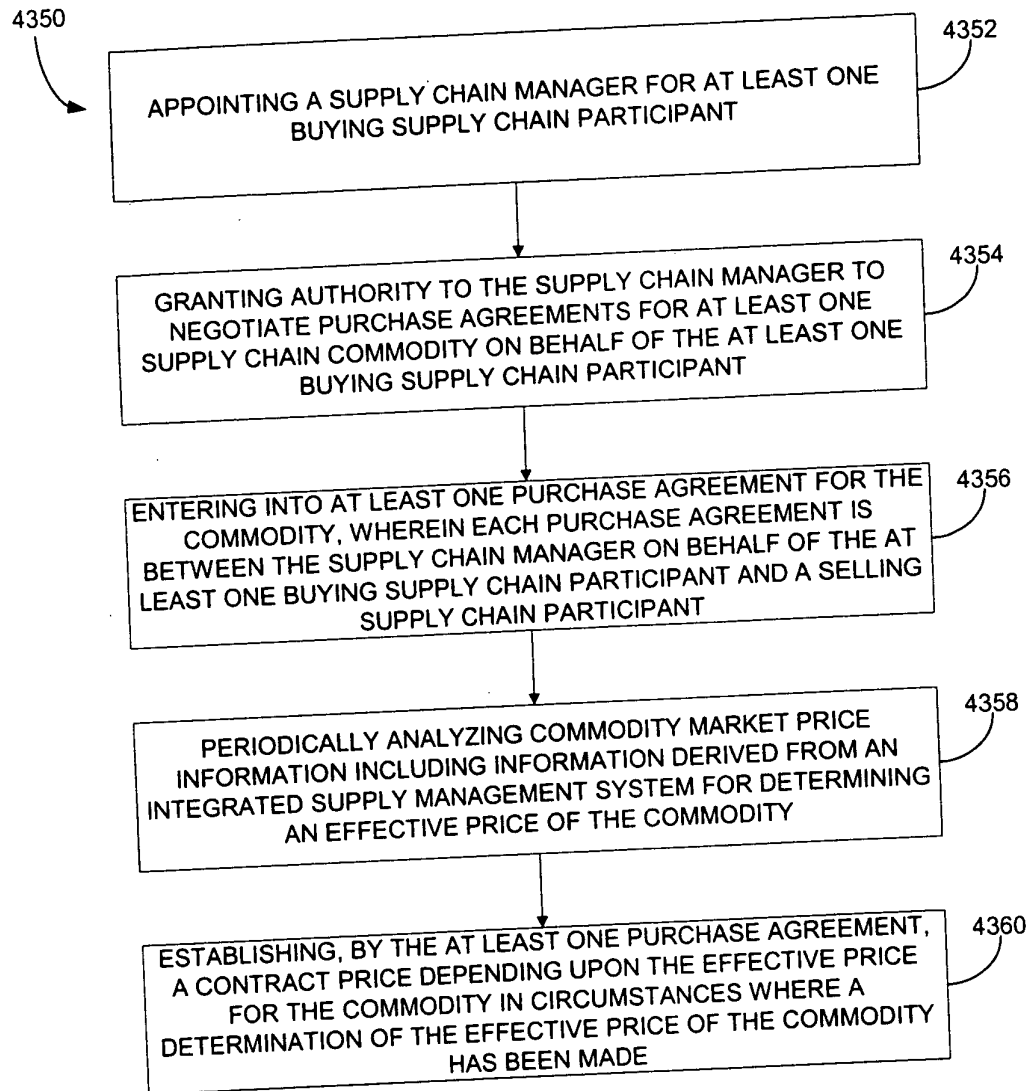 4350
4352
APPOINTING A SUPPLY CHAIN MANAGER FOR AT LEAST ONE
BUYING SUPPLY CHAIN PARTICIPANT
4354
GRANTING AUTHORITY TO THE SUPPLY CHAIN MANAGER TO
NEGOTIATE PURCHASE AGREEMENTS FOR AT LEAST ONE
SUPPLY CHAIN COMMODITY ON BEHALF OF THE AT LEAST ONE
BUYING SUPPLY CHAIN PARTICIPANT
4356
ENTERING INTO AT LEAST ONE PURCHASE AGREEMENT FOR THE
COMMODITY, WHEREIN EACH PURCHASE AGREEMENT IS
BETWEEN THE SUPPLY CHAIN MANAGER ON BEHALF OF THE AT
LEAST ONE BUYING SUPPLY CHAIN PARTICIPANT AND A SELLING
SUPPLY CHAIN PARTICIPANT
4358
PERIODICALLY ANALYZING COMMODITY MARKET PRICE
INFORMATION INCLUDING INFORMATION DERIVED FROM AN
INTEGRATED SUPPLY MANAGEMENT SYSTEM FOR DETERMINING
AN EFFECTIVE PRICE OF THE COMMODITY
4360
ESTABLISHING, BY THE AT LEAST ONE PURCHASE AGREEMENT,
A CONTRACT PRICE DEPENDING UPON THE EFFECTIVE PRICE
FOR THE COMMODITY IN CIRCUMSTANCES WHERE A
DETERMINATION OF THE EFFECTIVE PRICE OF THE COMMODITY
HAS BEEN MADE